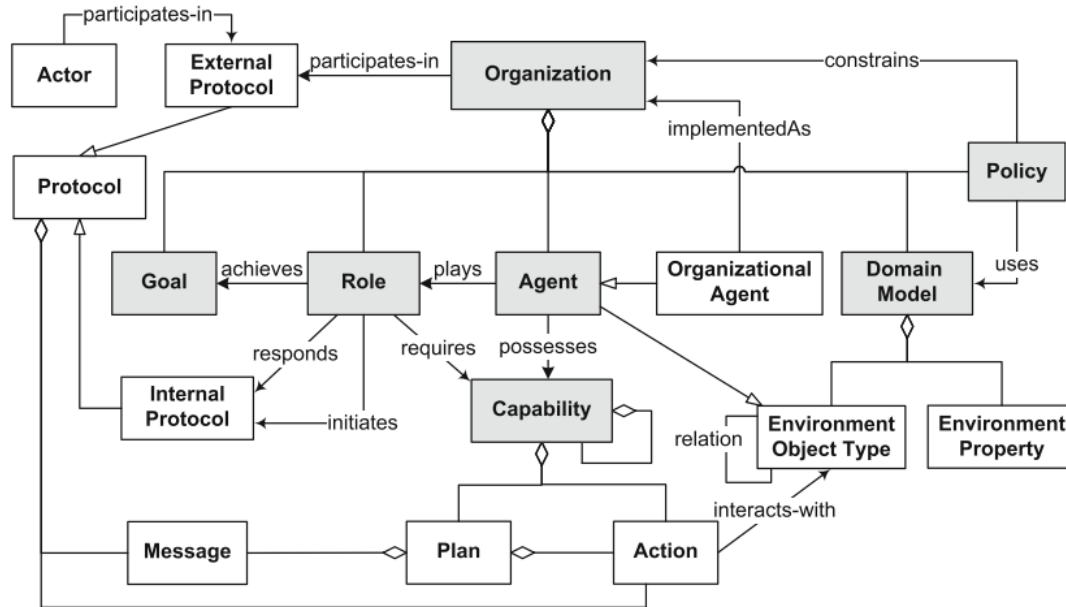 participates-in
Actor
External
Protocol
participates-in
Organization
constrains
implementedAs
Protocol
Policy
Goal
achieves
Role
plays
Agent
Organizational
Agent
Domain
Model
uses
responds
requires
possesses
Internal
Protocol
initiates
Capability
relation
Environment
Object Type
Environment
Property
interacts-with
Message
Plan
Action